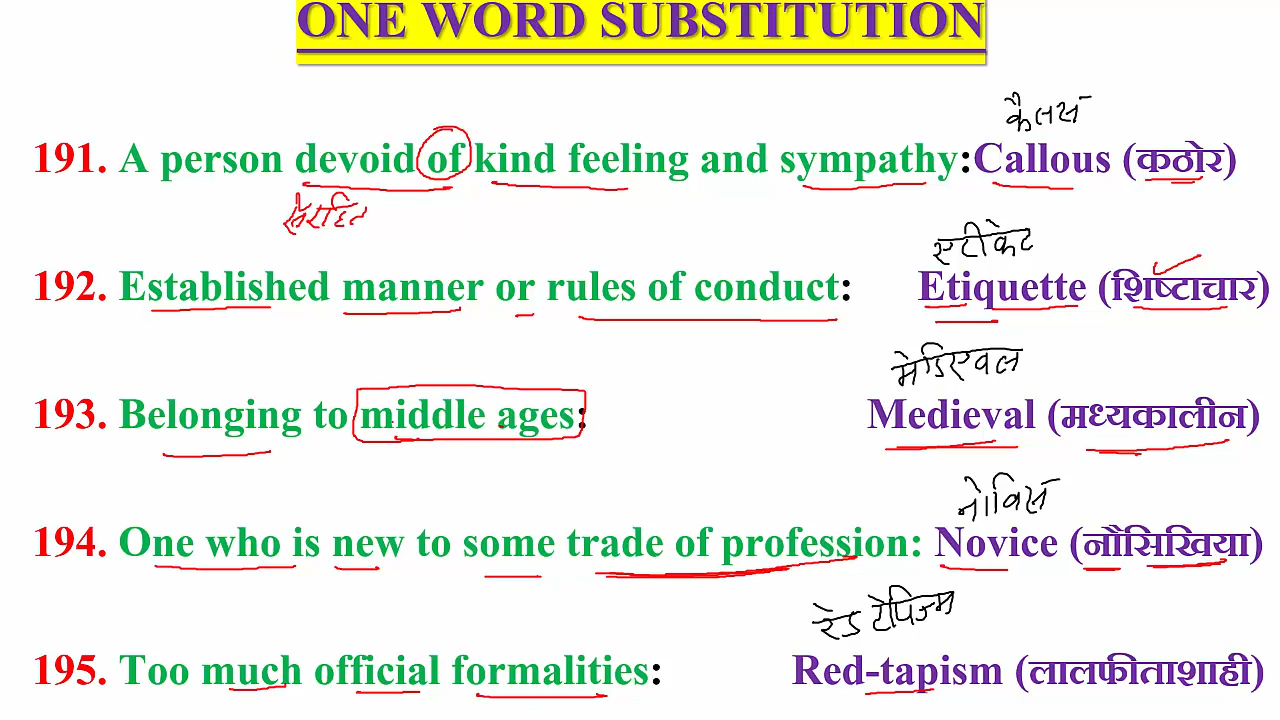 ONE WORD SUBSTITUTION
कैलस
191. A person devoid of kind feeling and sympathy:Callous (कठोर)
रहित
एटीकेट
192. Established manner or rules of conduct: Etiquette (शिष्टाचार)
मेडिएवल
193. Belonging to middle ages: Medieval (मध्यकालीन)
नोविस
194. One who is new to some trade of profession: Novice (नौसिखिया)
रेड टेपिज्म
195. Too much official formalities: Red-tapism (लालफीताशाही)